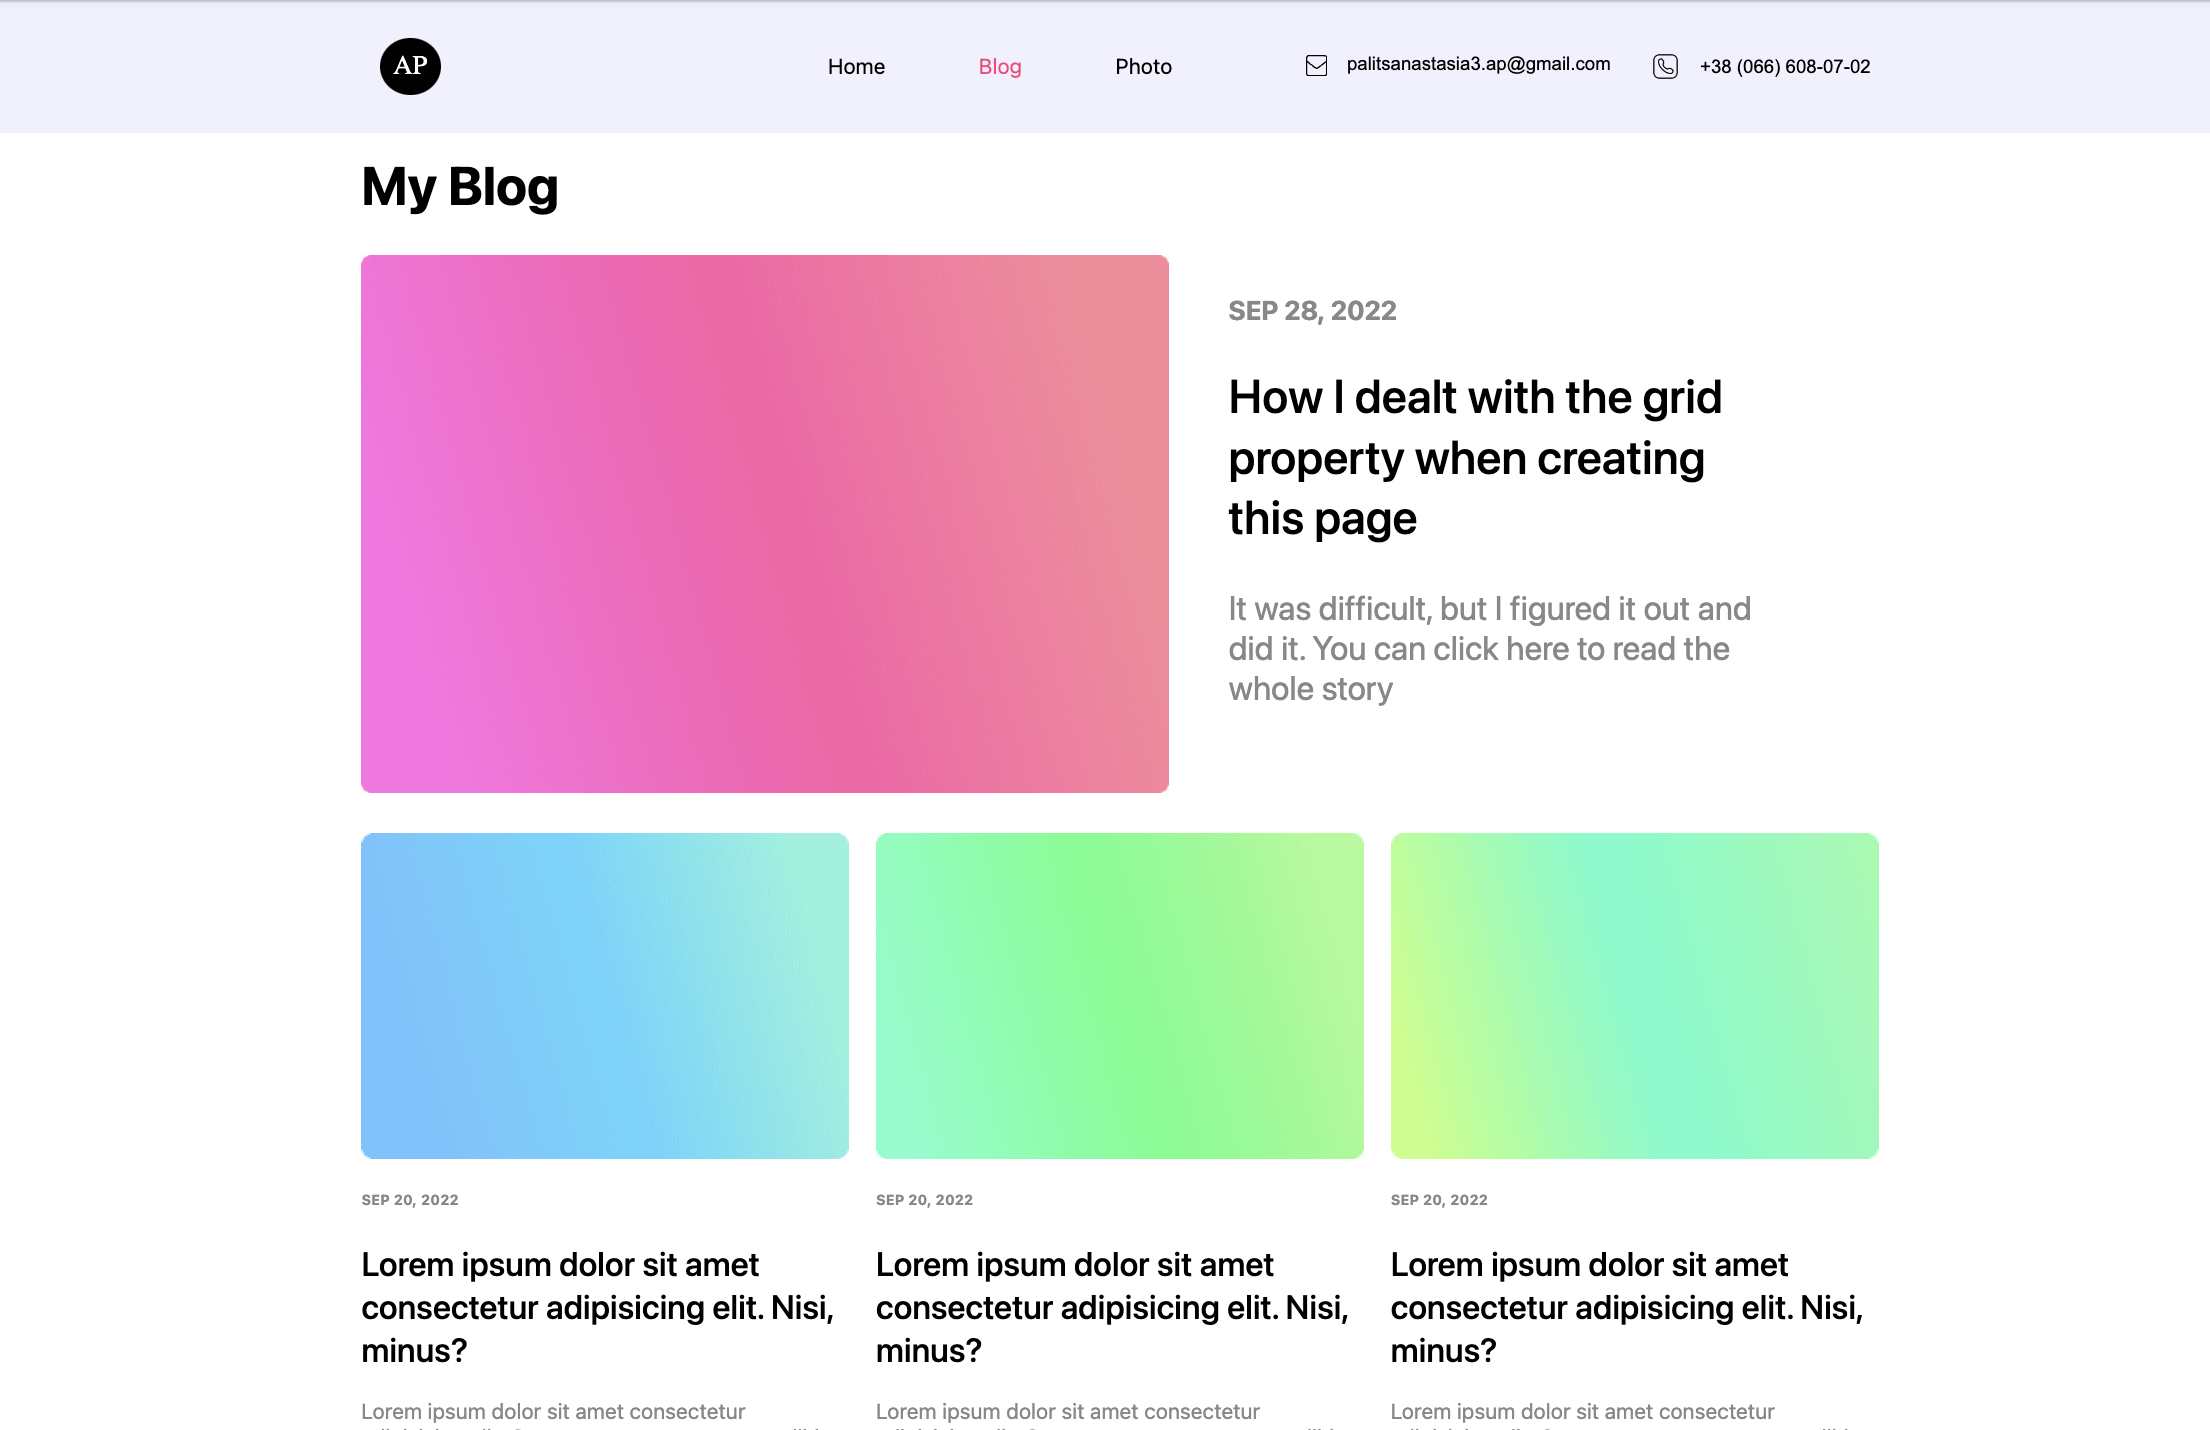 AP
Home
Blog
Photo
palitsanastasia3.ap@gmail.com
+38 (066) 608-07-02
My Blog
SEP 28, 2022
How I dealt with the grid
property when creating
this page
It was difficult, but I figured it out and
did it. You can click here to read the
whole story
SEP 20, 2022
Lorem ipsum dolor sit amet
consectetur adipisicing elit. Nisi,
minus?
Lorem ipsum dolor sit amet consectetur
SEP 20, 2022
Lorem ipsum dolor sit amet
consectetur adipisicing elit. Nisi,
minus?
Lorem ipsum dolor sit amet consectetur
SEP 20, 2022
Lorem ipsum dolor sit amet
consectetur adipisicing elit. Nisi,
minus?
Lorem ipsum dolor sit amet consectetur